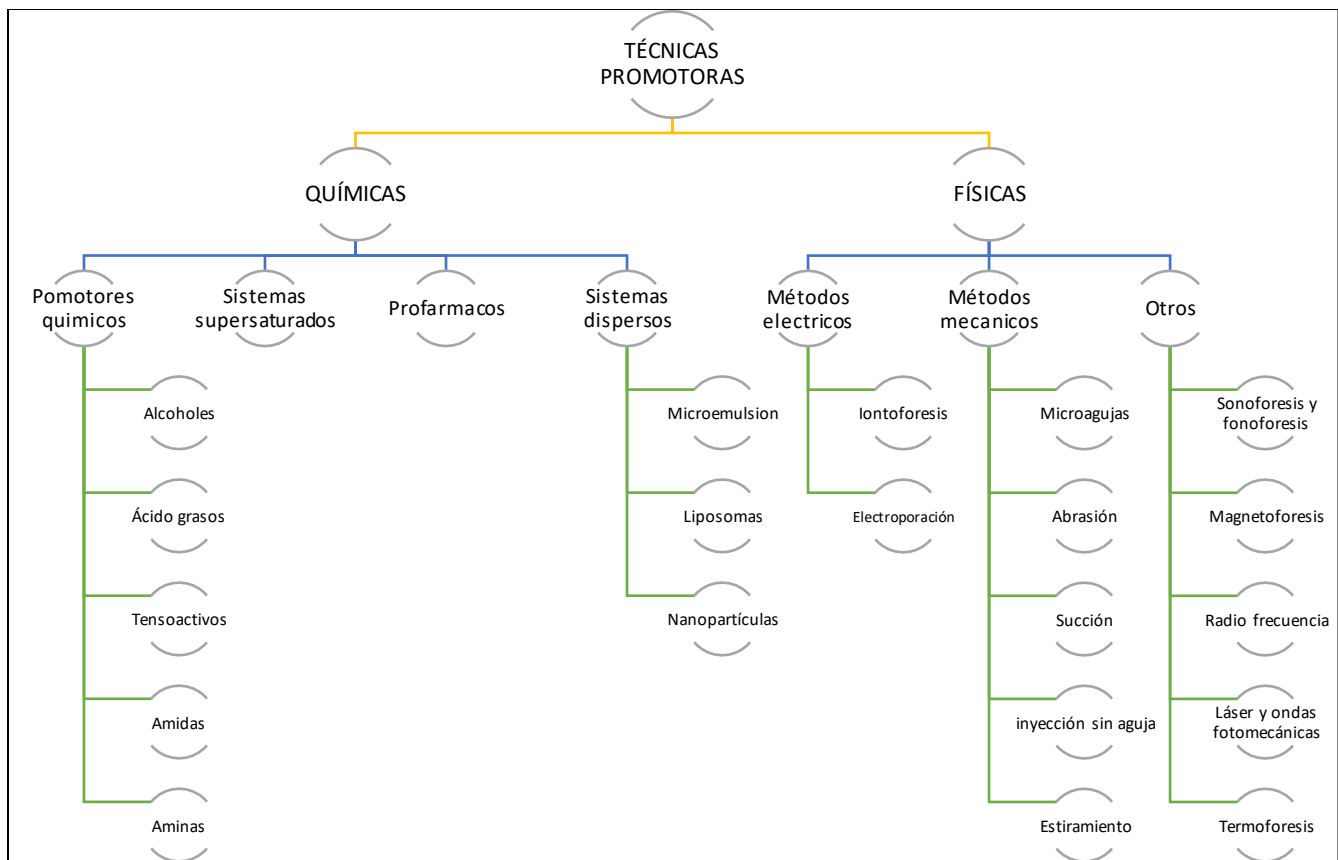 TÉCNICAS
PROMOTORAS
QUÍMICAS
FÍSICAS
Pomotores
quimicos
Sistemas
supersaturados
Profarmacos
Sistemas
dispersos
Métodos
electricos
Métodos
mecanicos
Otros
Alcoholes
Ácido grasos
Tensoactivos
Amidas
Aminas
Microemulsion
Liposomas
Nanopartículas
Iontoforesis
Electroporación
Microagujas
Abrasión
Succión
inyección sin aguja
Estiramiento
Sonoforesis y
fonoforesis
Magnetoforesis
Radio frecuencia
Láser y ondas
fotomecánicas
Termoforesis